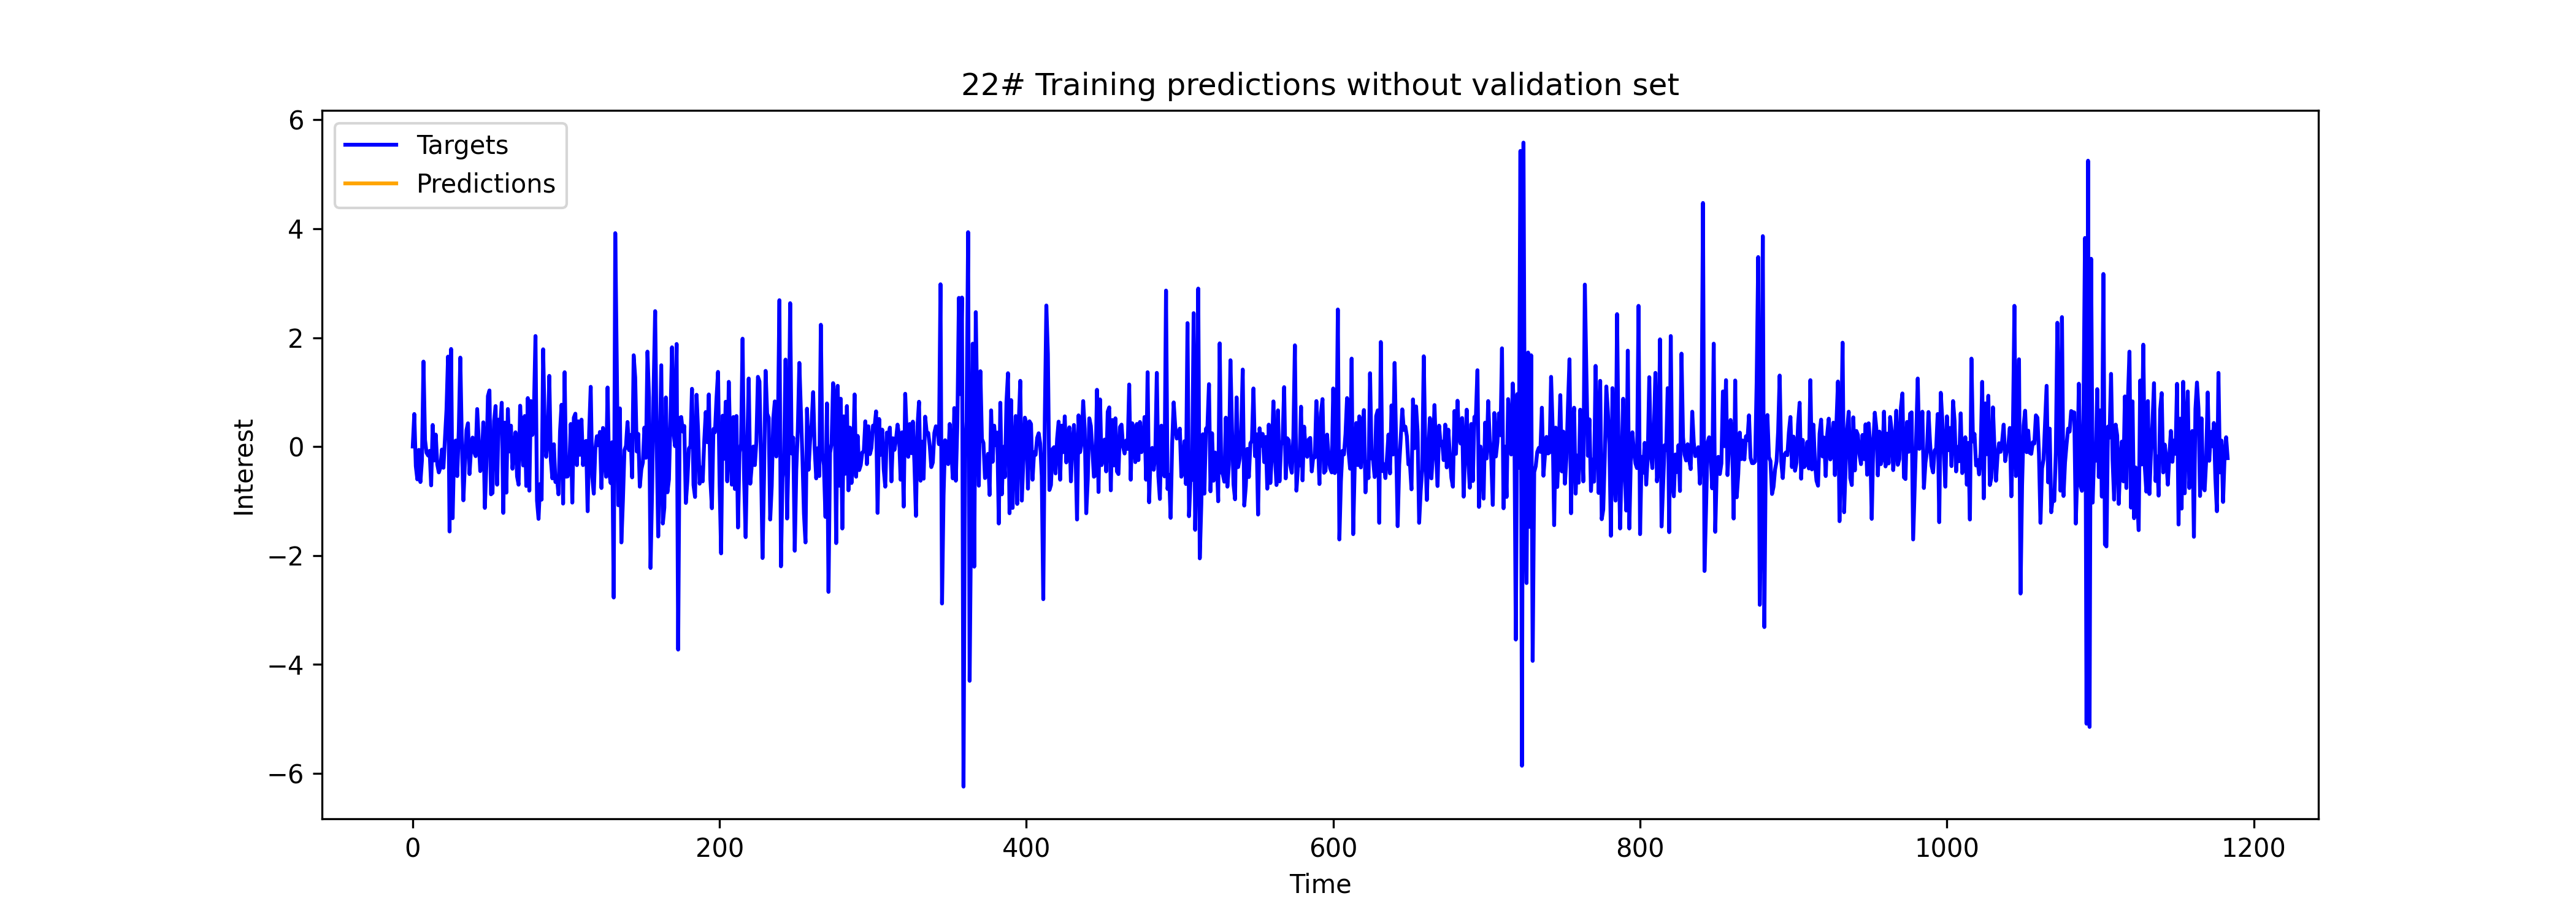 22# Training predictions without validation set
Targets
Predictions
6
4
2
0
−2
−4
−6
Interest
0 200 400 600 800 1000 1200
Time